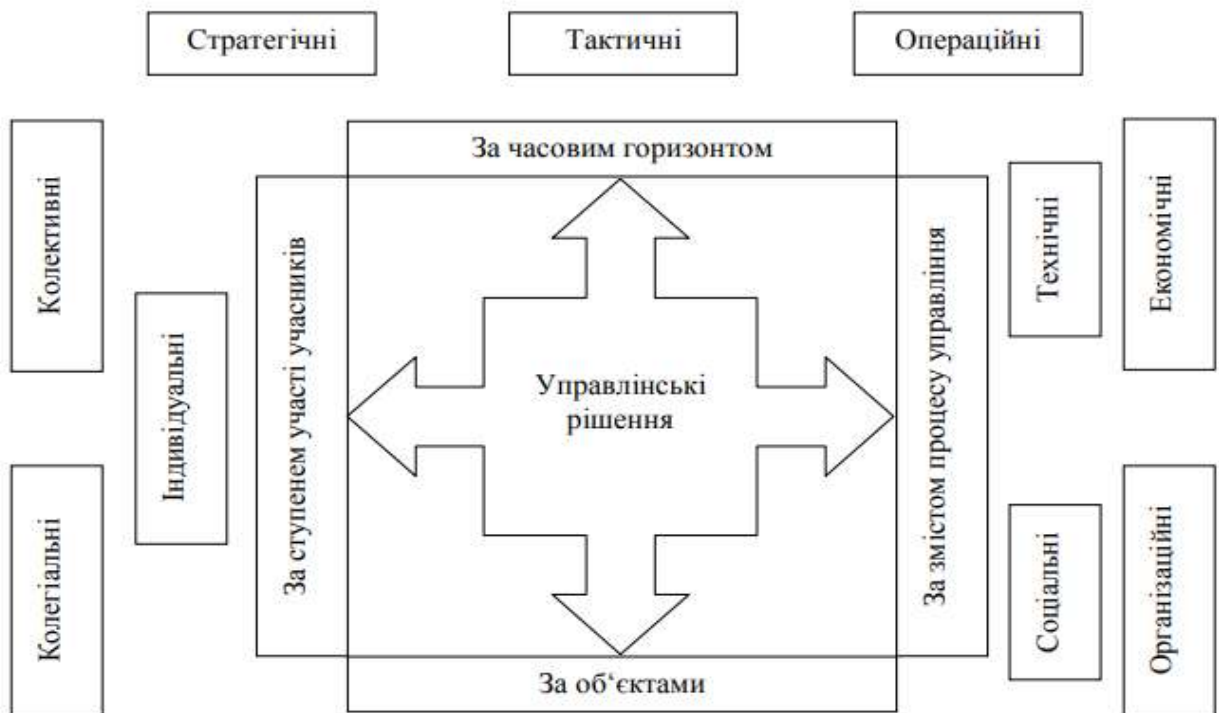 Стратегічні
Тактичні
Операційні
За часовим горизонтом
Колективні
Індивідуальні
Колегіальні
За ступенем участі учасників
Управлінські
рішення
За змістом процесу управління
Технічні
Економічні
Соціальні
Організаційні
За об‘єктами